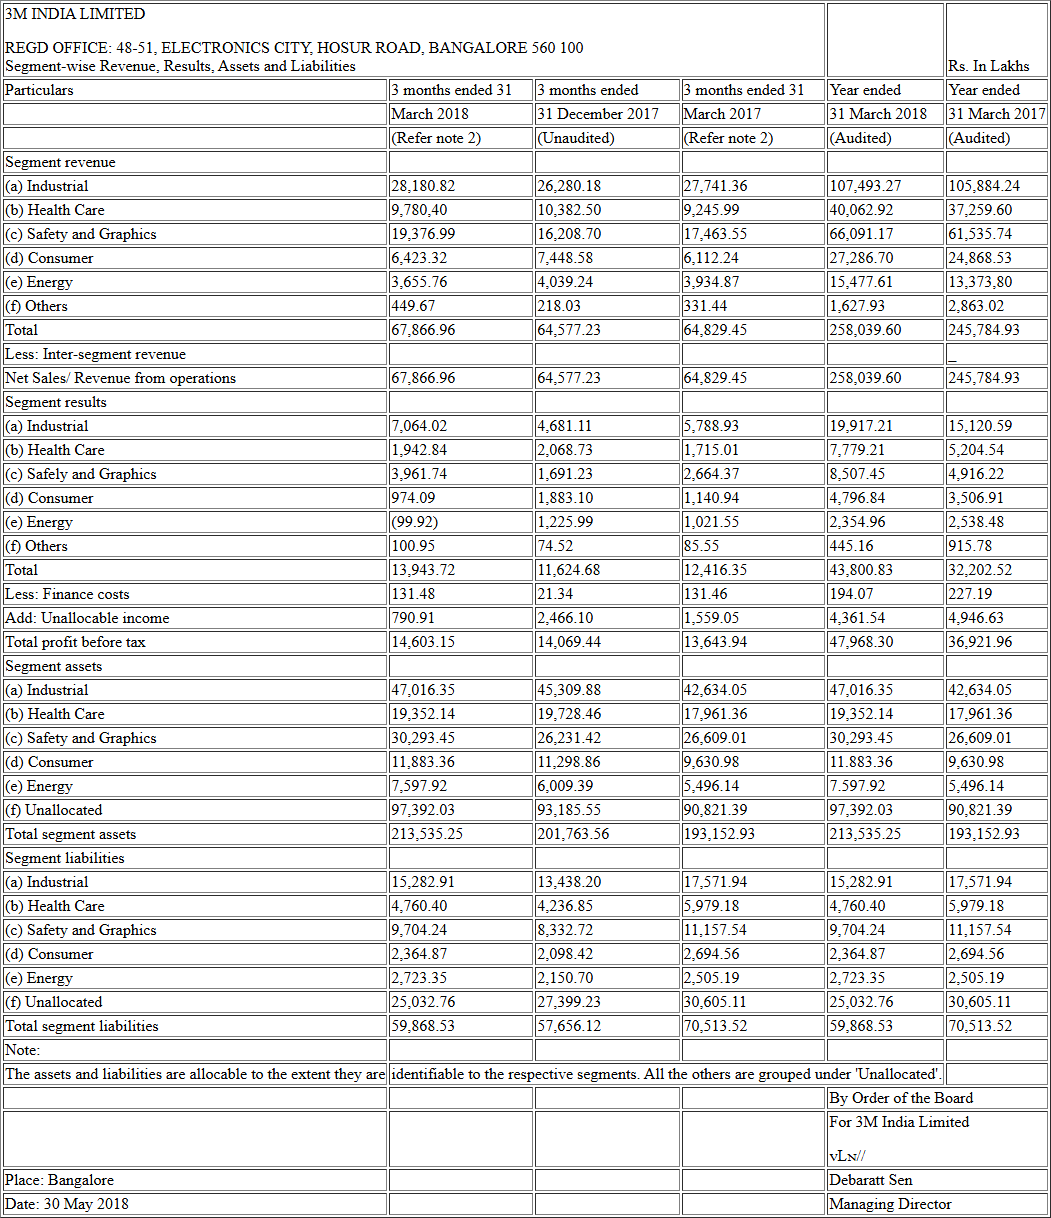 3M INDIA LIMITED
REGD OFFICE: 48-51, ELECTRONICS CITY, HOSUR ROAD, BANGALORE 560 100
Segment-wise Revenue, Results, Assets and Liabilities Rs. In Lakhs
Particulars 3 months ended 31 3 months ended 3 months ended 31 Year ended Year ended
March 2018 31 December 2017 March 2017 31 March 2018 31 March 2017
(Refer note 2) (Unaudited) (Refer note 2) (Audited) (Audited)
Segment revenue
(a) Industrial 28,180.82 26,280.18 27,741.36 107,493.27 105,884.24
(b) Health Care 9,780,40 10,382.50 9,245.99 40,062.92 37,259.60
(c) Safety and Graphics 19,376.99 16,208.70 17,463.55 66,091.17 61,535.74
(d) Consumer 6,423.32 7,448.58 6,112.24 27,286.70 24,868.53
(e) Energy 3,655.76 4,039.24 3,934.87 15,477.61 13,373,80
(f) Others 449.67 218.03 331.44 1,627.93 2,863.02
Total 67,866.96 64,577.23 64,829.45 258,039.60 245,784.93
Less: Inter-segment revenue _
Net Sales/ Revenue from operations 67,866.96 64,577.23 64,829.45 258,039.60 245,784.93
Segment results
(a) Industrial 7,064.02 4,681.11 5,788.93 19,917.21 15,120.59
(b) Health Care 1,942.84 2,068.73 1,715.01 7,779.21 5,204.54
(c) Safely and Graphics 3,961.74 1,691.23 2,664.37 8,507.45 4,916.22
(d) Consumer 974.09 1,883.10 1,140.94 4,796.84 3,506.91
(e) Energy (99.92) 1,225.99 1,021.55 2,354.96 2,538.48
(f) Others 100.95 74.52 85.55 445.16 915.78
Total 13,943.72 11,624.68 12,416.35 43,800.83 32,202.52
Less: Finance costs 131.48 21.34 131.46 194.07 227.19
Add: Unallocable income 790.91 2,466.10 1,559.05 4,361.54 4,946.63
Total profit before tax 14,603.15 14,069.44 13,643.94 47,968.30 36,921.96
Segment assets
(a) Industrial 47,016.35 45,309.88 42,634.05 47,016.35 42,634.05
(b) Health Care 19,352.14 19,728.46 17,961.36 19,352.14 17,961.36
(c) Safety and Graphics 30,293.45 26,231.42 26,609.01 30,293.45 26,609.01
(d) Consumer 11,883.36 11,298.86 9,630.98 11.883.36 9,630.98
(e) Energy 7,597.92 6,009.39 5,496.14 7.597.92 5,496.14
(f) Unallocated 97,392.03 93,185.55 90,821.39 97,392.03 90,821.39
Total segment assets 213,535.25 201,763.56 193,152.93 213,535.25 193,152.93
Segment liabilities
(a) Industrial 15,282.91 13,438.20 17,571.94 15,282.91 17,571.94
(b) Health Care 4,760.40 4,236.85 5,979.18 4,760.40 5,979.18
(c) Safety and Graphics 9,704.24 8,332.72 11,157.54 9,704.24 11,157.54
(d) Consumer 2,364.87 2,098.42 2,694.56 2,364.87 2,694.56
(e) Energy 2,723.35 2,150.70 2,505.19 2,723.35 2,505.19
(f) Unallocated 25,032.76 27,399.23 30,605.11 25,032.76 30,605.11
Total segment liabilities 59,868.53 57,656.12 70,513.52 59,868.53 70,513.52
Note:
The assets and liabilities are allocable to the extent they are identifiable to the respective segments. All the others are grouped under 'Unallocated'.
By Order of the Board
For 3M India Limited
vLN//
Place: Bangalore Debaratt Sen
Date: 30 May 2018 Managing Director